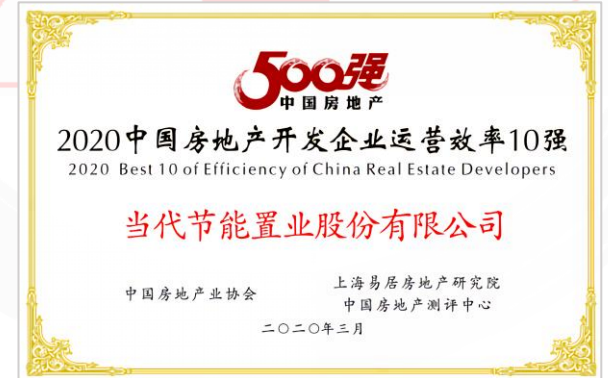 500强
中国房地产
2020中国房地产开发企业运营效率10强
2020 Best 10 of Efficiency of China Real Estate Developers
当代节能置业股份有限公司
中国房地产业协会
上海易居房地产研究院
中国房地产测评中心
二〇二〇年三月